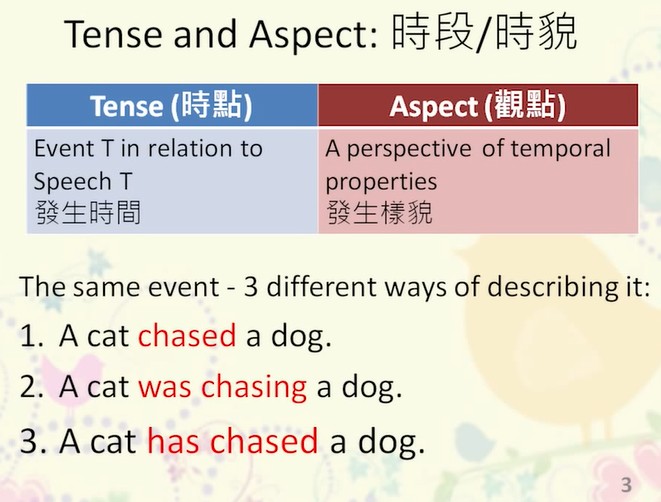 Tense and Aspect: 時段/時貌
Tense (時點)
Aspect (觀點)
Event T in relation to
Speech T
發生時間
A perspective of temporal
properties
發生樣貌
The same event - 3 different ways of describing it:
1. A cat chased a dog.
2. A cat was chasing a dog.
3. A cat has chased a dog.
3